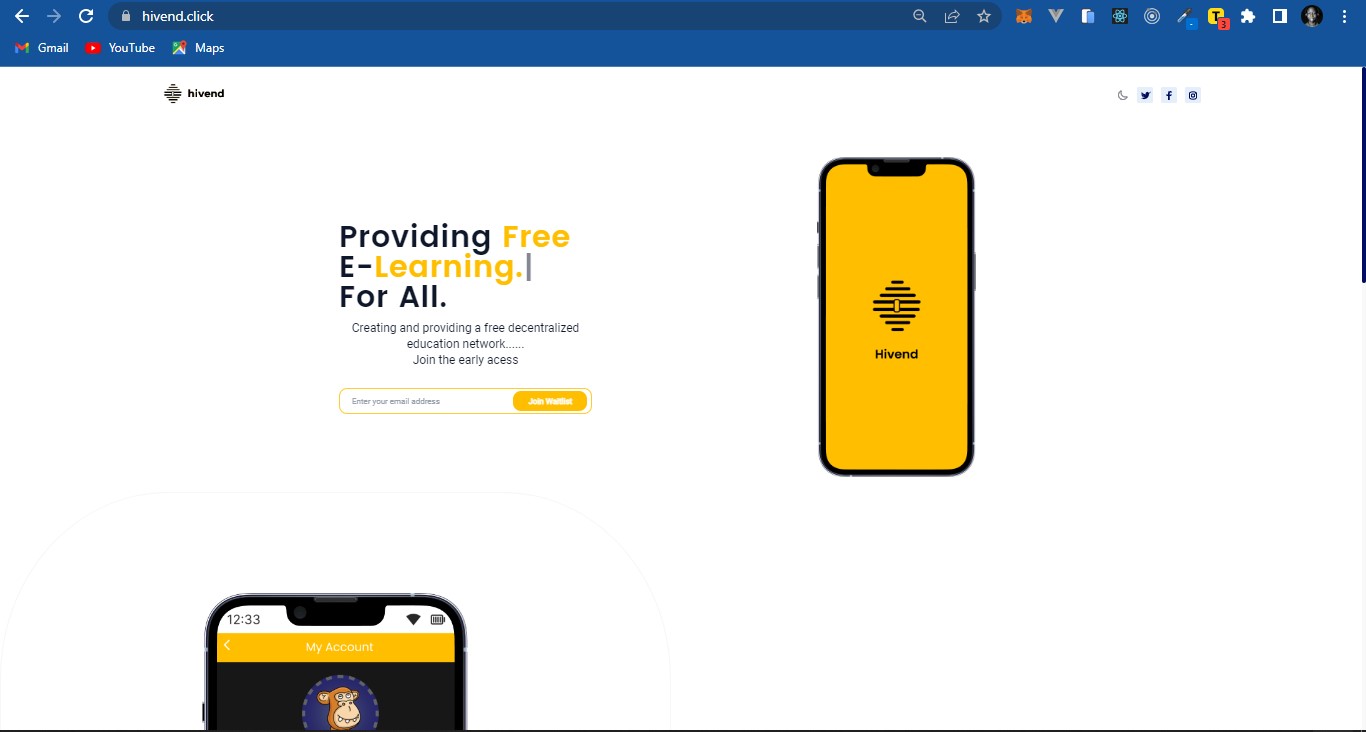 hivend.click
T
3
Gmail
YouTube
Maps
hivend
Providing Free
E-Learning.|
For All.
Creating and providing a free decentralized
education network......
Join the early acess
Enter your email address
Join Waitlist
Hivend
12:33
My Account